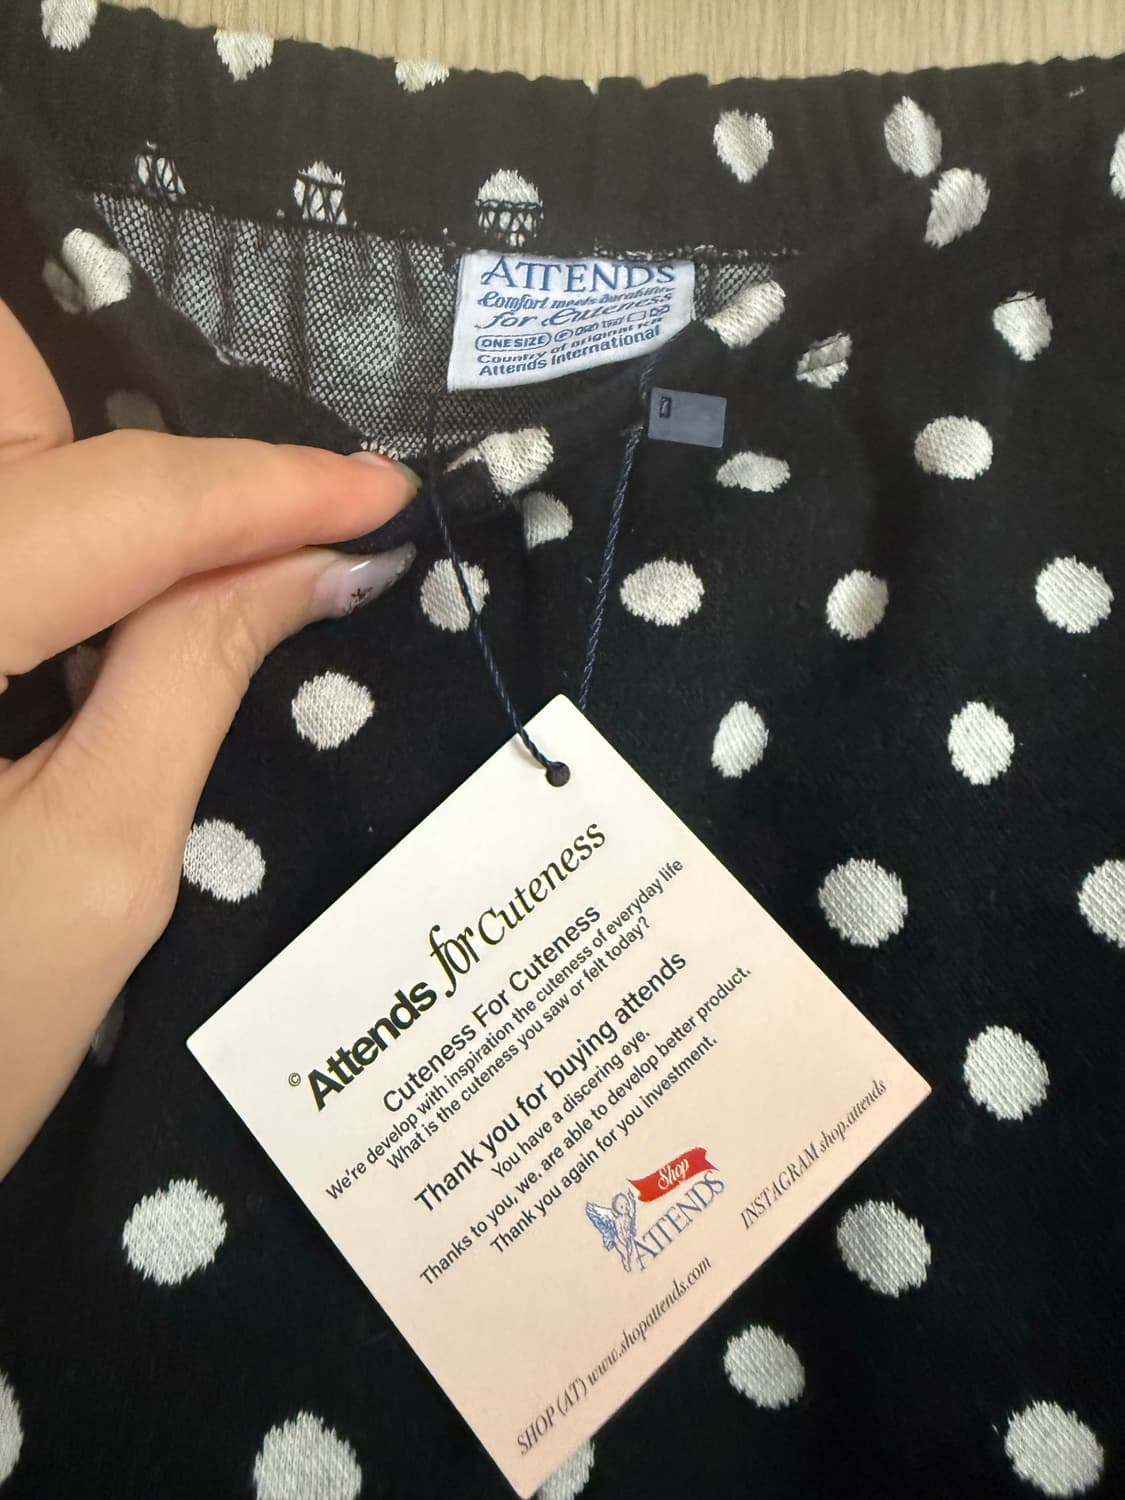 ATTENDS
Comfort meets durability
for Cuteness
ONE SIZE
Country of original KR
Attends International
© Attends for Cuteness
Cuteness For Cuteness
We're develop with inspiration the cuteness of everyday life
What is the cuteness you saw or felt today?
Thank you for buying attends
You have a discering eye.
Thanks to you, we, are able to develop better product.
Thank you again for you investment.
Shop
ATTENDS
SHOP (AT) www.shopattends.com
INSTAGRAM shop.attends